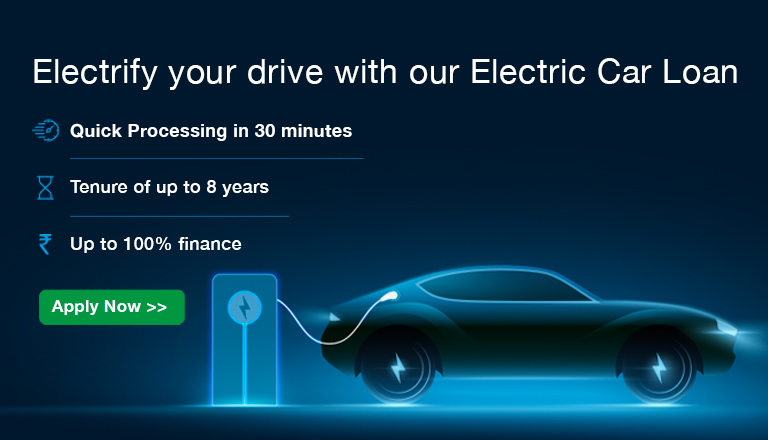 Electrify your drive with our Electric Car Loan
Quick Processing in 30 minutes
Tenure of up to 8 years
₹ Up to 100% finance
Apply Now >>